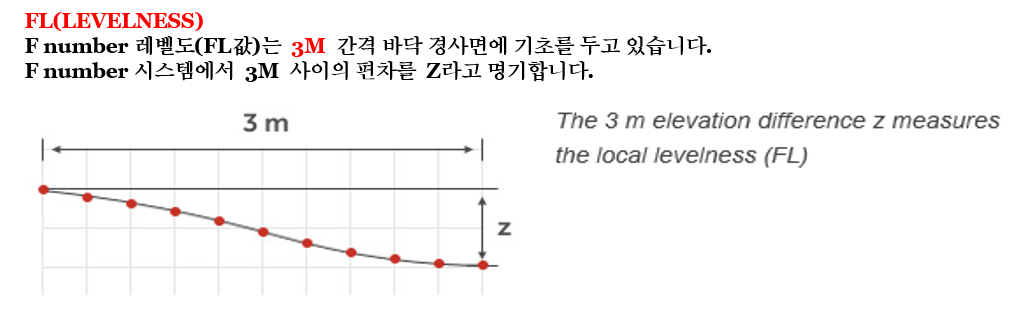 FL(LEVELNESS)
F number 레벨도(FL값)는 3M 간격 바닥 경사면에 기초를 두고 있습니다.
F number 시스템에서 3M 사이의 편차를 Z라고 명기합니다.
3 m
The 3 m elevation difference z measures
the local levelness (FL)
z